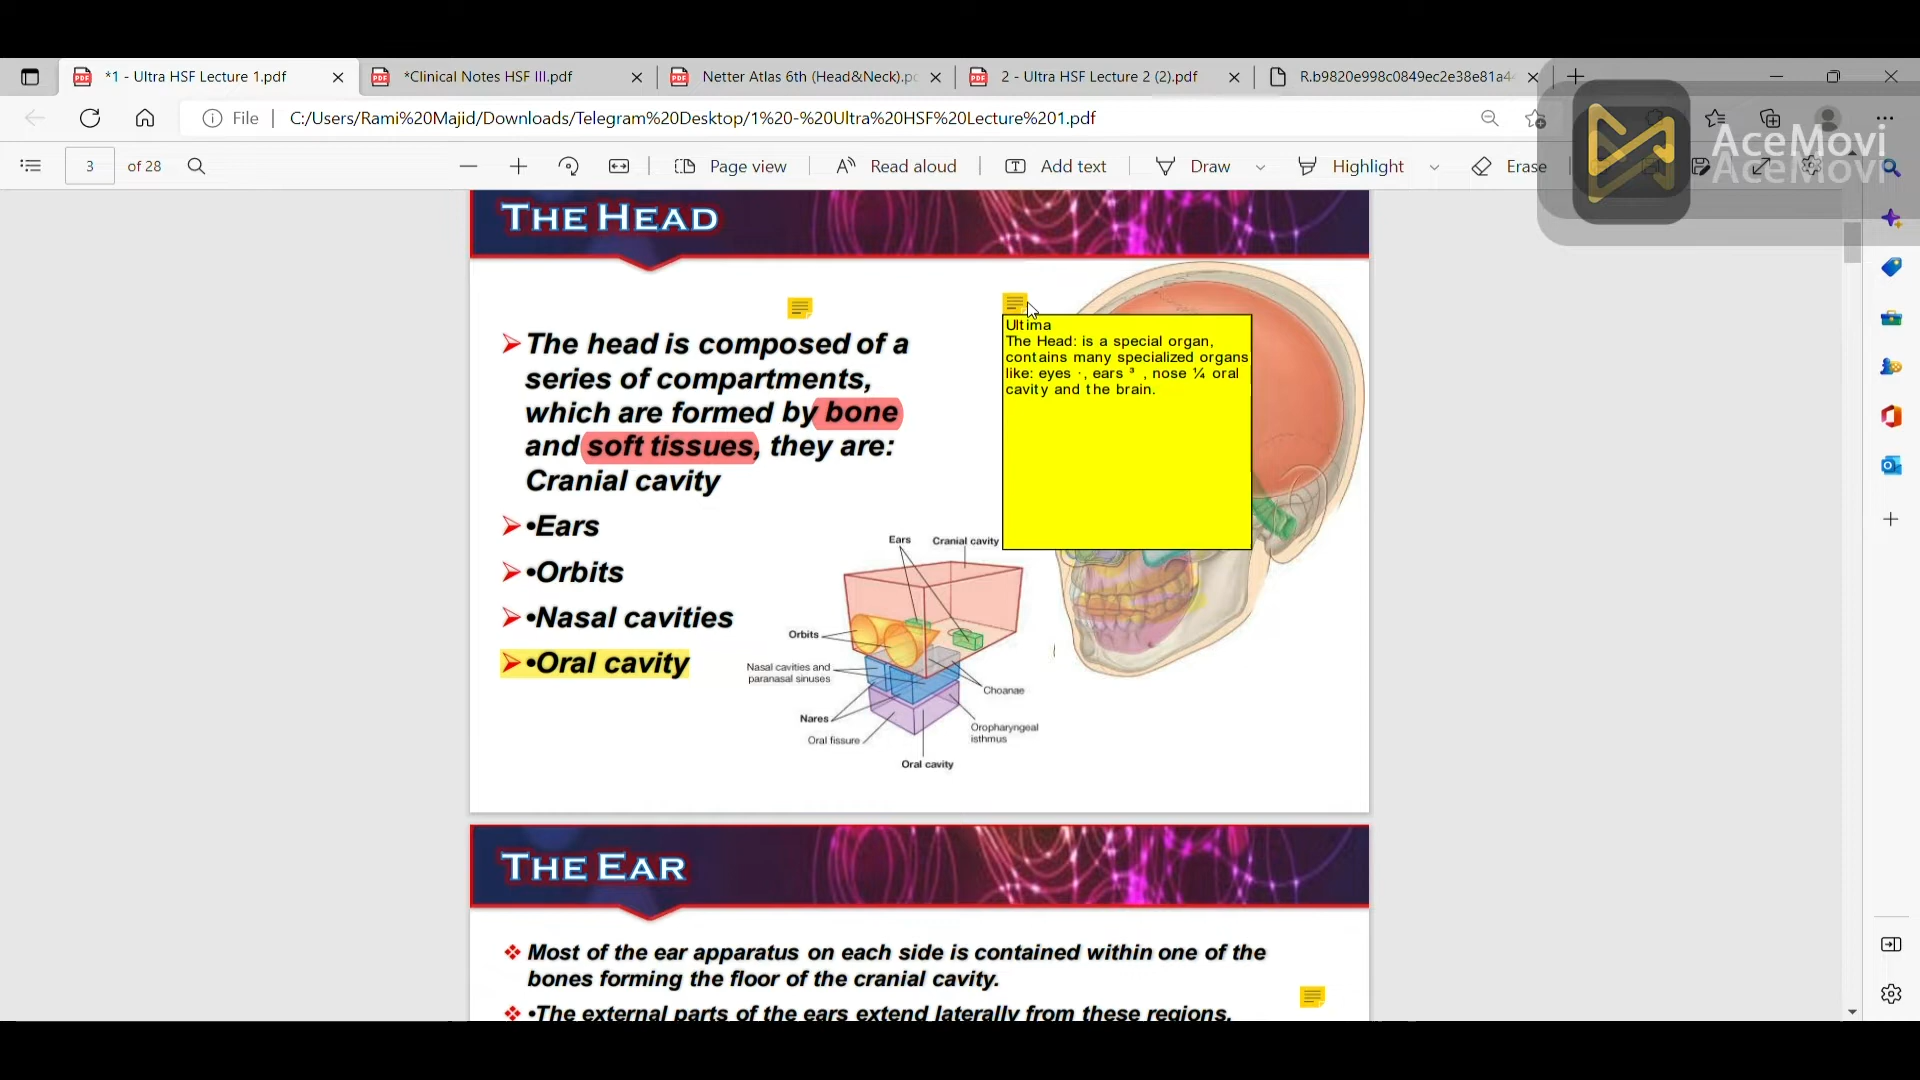 *1 - Ultra HSF Lecture 1.pdf
*Clinical Notes HSF III.pdf
Netter Atlas 6th (Head&Neck).pc
2 - Ultra HSF Lecture 2 (2).pdf
R.b9820e998c0849ec2e38e81a4
File
C:/Users/Rami%20Majid/Downloads/Telegram%20Desktop/1%20-%20Ultra%20HSF%20Lecture%201.pdf
3 of 28
Page view
Read aloud
Add text
Draw
Highlight
Erase
AceMovi
AceMovi
THE HEAD
The head is composed of a
series of compartments,
which are formed by bone
and soft tissues, they are:
Cranial cavity
•Ears
•Orbits
•Nasal cavities
•Oral cavity
Ultima
The Head: is a special organ,
contains many specialized organs
like: eyes ·, ears ³ , nose ¼ oral
cavity and the brain.
Ears
Cranial cavity
Orbits
Nasal cavities and
paranasal sinuses
Choanae
Nares
Oropharyngeal
isthmus
Oral fissure
Oral cavity
THE EAR
Most of the ear apparatus on each side is contained within one of the
bones forming the floor of the cranial cavity.
•The external parts of the ears extend laterally from these regions.